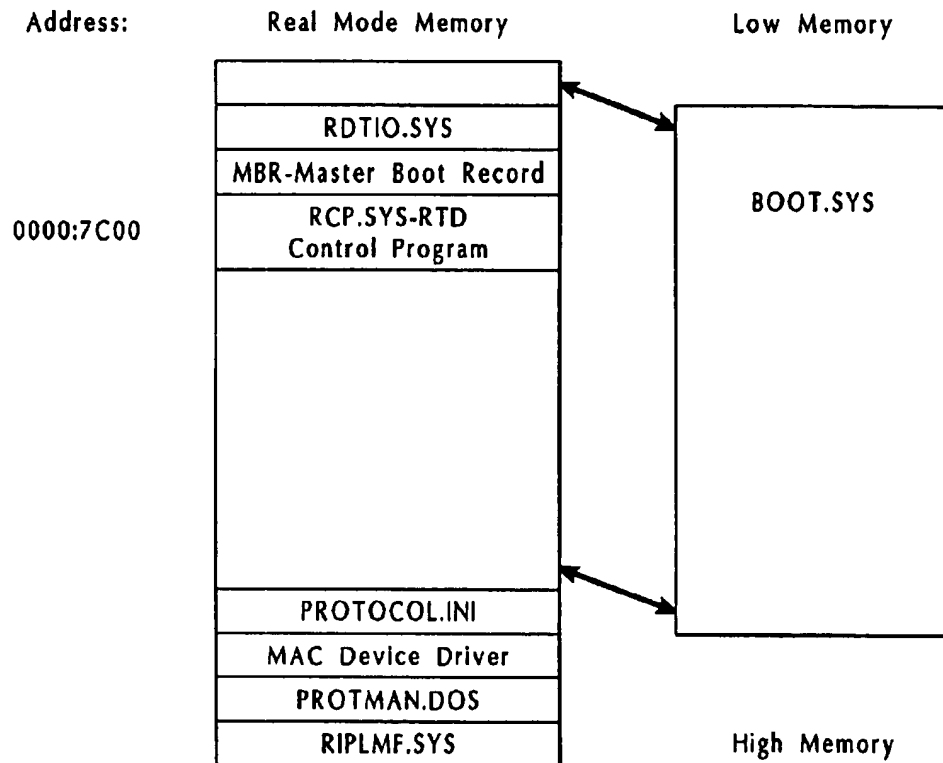 Address:
Real Mode Memory
Low Memory
RDTIO.SYS
MBR-Master Boot Record
BOOT.SYS
0000:7C00
RCP.SYS-RTD
Control Program
PROTOCOL.INI
MAC Device Driver
PROTMAN.DOS
RIPLMF.SYS
High Memory